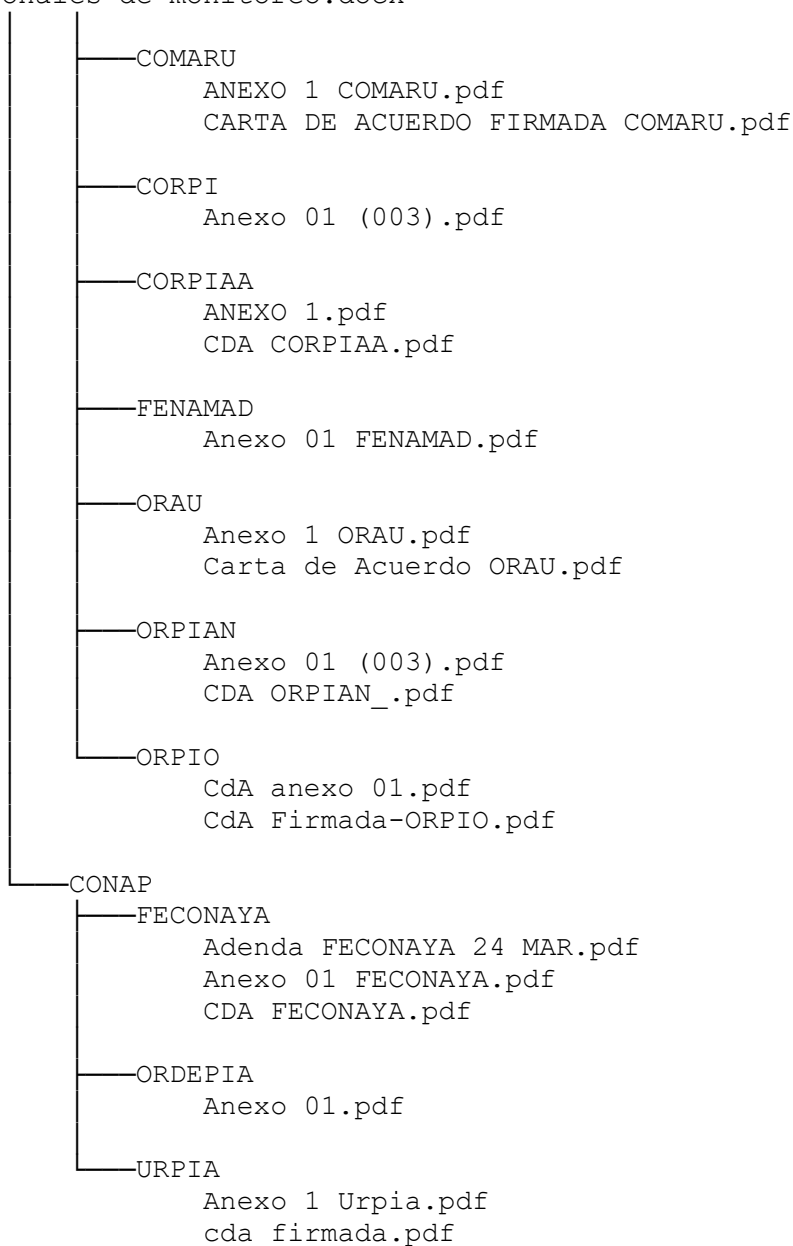 onales de monitoreo.docx
COMARU
ANEXO 1 COMARU.pdf
CARTA DE ACUERDO FIRMADA COMARU.pdf
CORPI
Anexo 01 (003).pdf
CORPIAA
ANEXO 1.pdf
CDA CORPIAA.pdf
FENAMAD
Anexo 01 FENAMAD.pdf
ORAU
Anexo 1 ORAU.pdf
Carta de Acuerdo ORAU.pdf
ORPIAN
Anexo 01 (003).pdf
CDA ORPIAN_.pdf
ORPIO
CdA anexo 01.pdf
CdA Firmada-ORPIO.pdf
CONAP
FECONAYA
Adenda FECONAYA 24 MAR.pdf
Anexo 01 FECONAYA.pdf
CDA FECONAYA.pdf
ORDEPIA
Anexo 01.pdf
URPIA
Anexo 1 Urpia.pdf
cda firmada.pdf